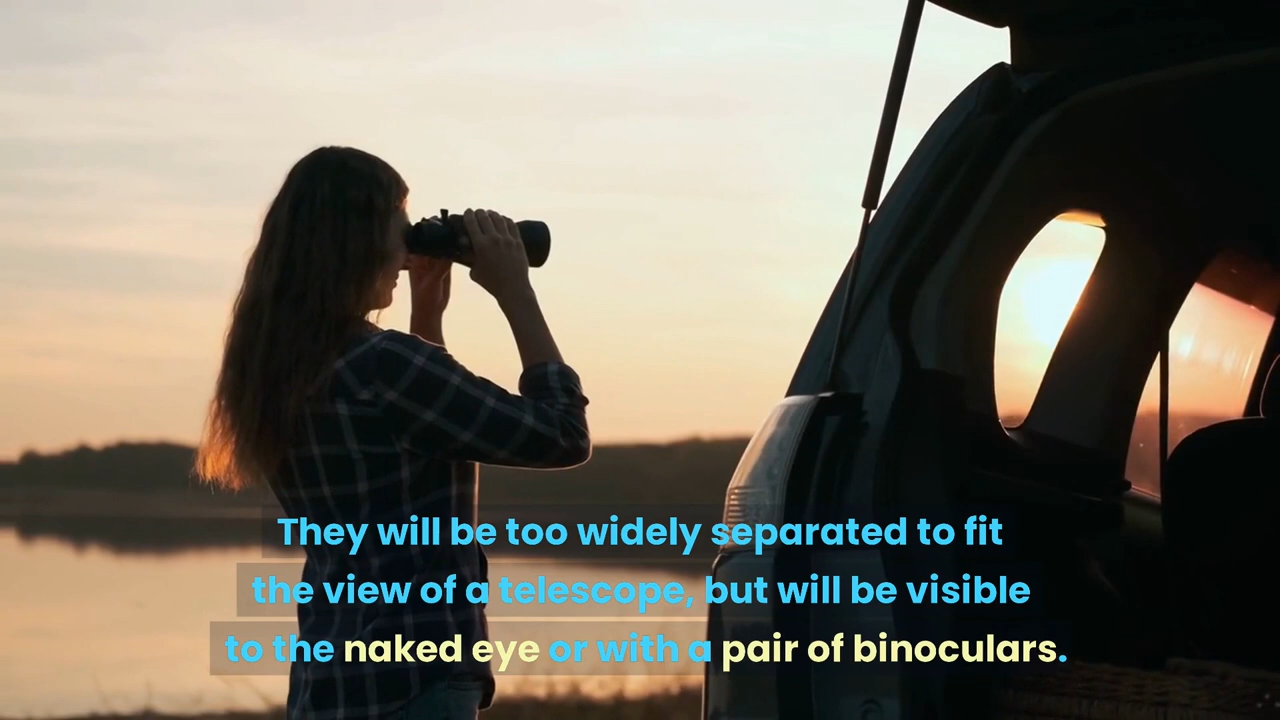 They will be too widely separated to fit
the view of a telescope, but will be visible
to the naked eye or with a pair of binoculars.